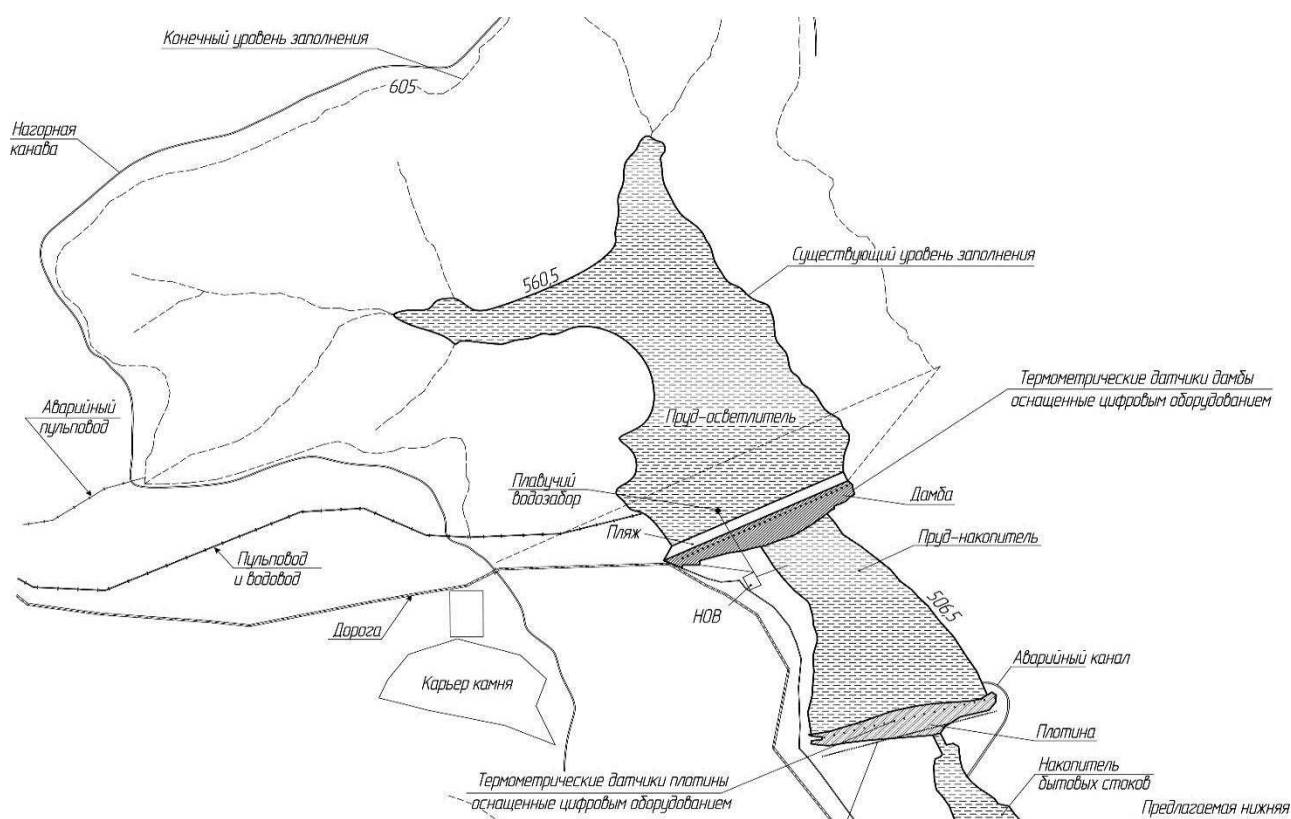 Конечный уровень заполнения
605
Нагорная
канава
560.5
Существующий уровень заполнения
Термометрические датчики дамбы
оснащенные цифровым оборудованием
Аварийный
пульповод
Пруд-осветлитель
Плавучий
водозабор
Дамба
Пляж
Пруд-накопитель
Пульповод
и водовод
506,5
НОВ
Дорога
Аварийный канал
Карьер камня
Плотина
Термометрические датчики плотины
оснащенные цифровым оборудованием
Накопитель
бытовых стоков
Предлагаемая нижняя